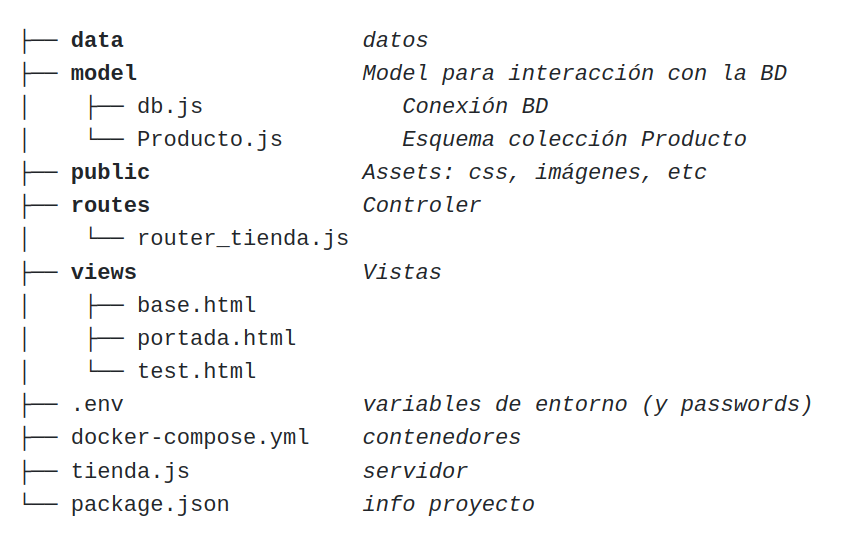 ├── data                  datos
├── model                 Model para interacción con la BD
│    ├── db.js               Conexión BD
│    └── Producto.js         Esquema colección Producto
├── public                Assets: css, imágenes, etc
├── routes                Controler
│    └── router_tienda.js
├── views                 Vistas
│    ├── base.html
│    ├── portada.html
│    └── test.html
├── .env                  variables de entorno (y passwords)
├── docker-compose.yml    contenedores
├── tienda.js             servidor
└── package.json          info proyecto